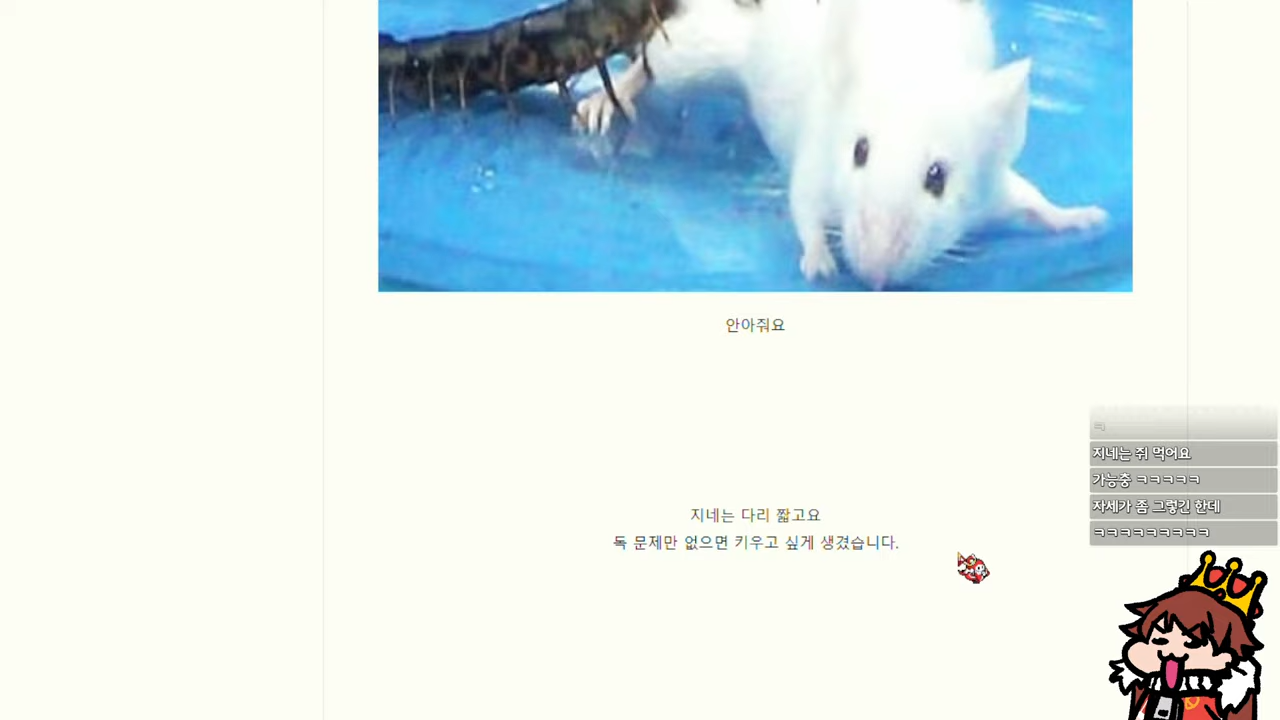 안아줘요
지네는 다리 짧고요
독 문제만 없으면 키우고 싶게 생겼습니다.
ㅋ
지네는 쥐 먹어요
가능충 ㅋㅋㅋㅋㅋ
자세가 좀 그렇긴 한데
ㅋㅋㅋㅋㅋㅋㅋㅋㅋ